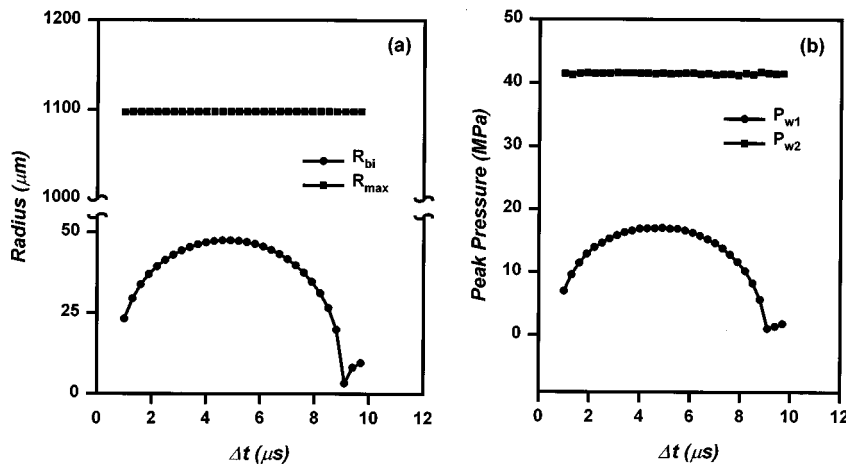 1200
(a)
1100
R_bi
R_max
1000
50
25
0
Radius (μm)
0 2 4 6 8 10 12
Δt (μs)
50
(b)
40
P_w1
P_w2
30
20
10
0
Peak Pressure (MPa)
0 2 4 6 8 10 12
Δt (μs)